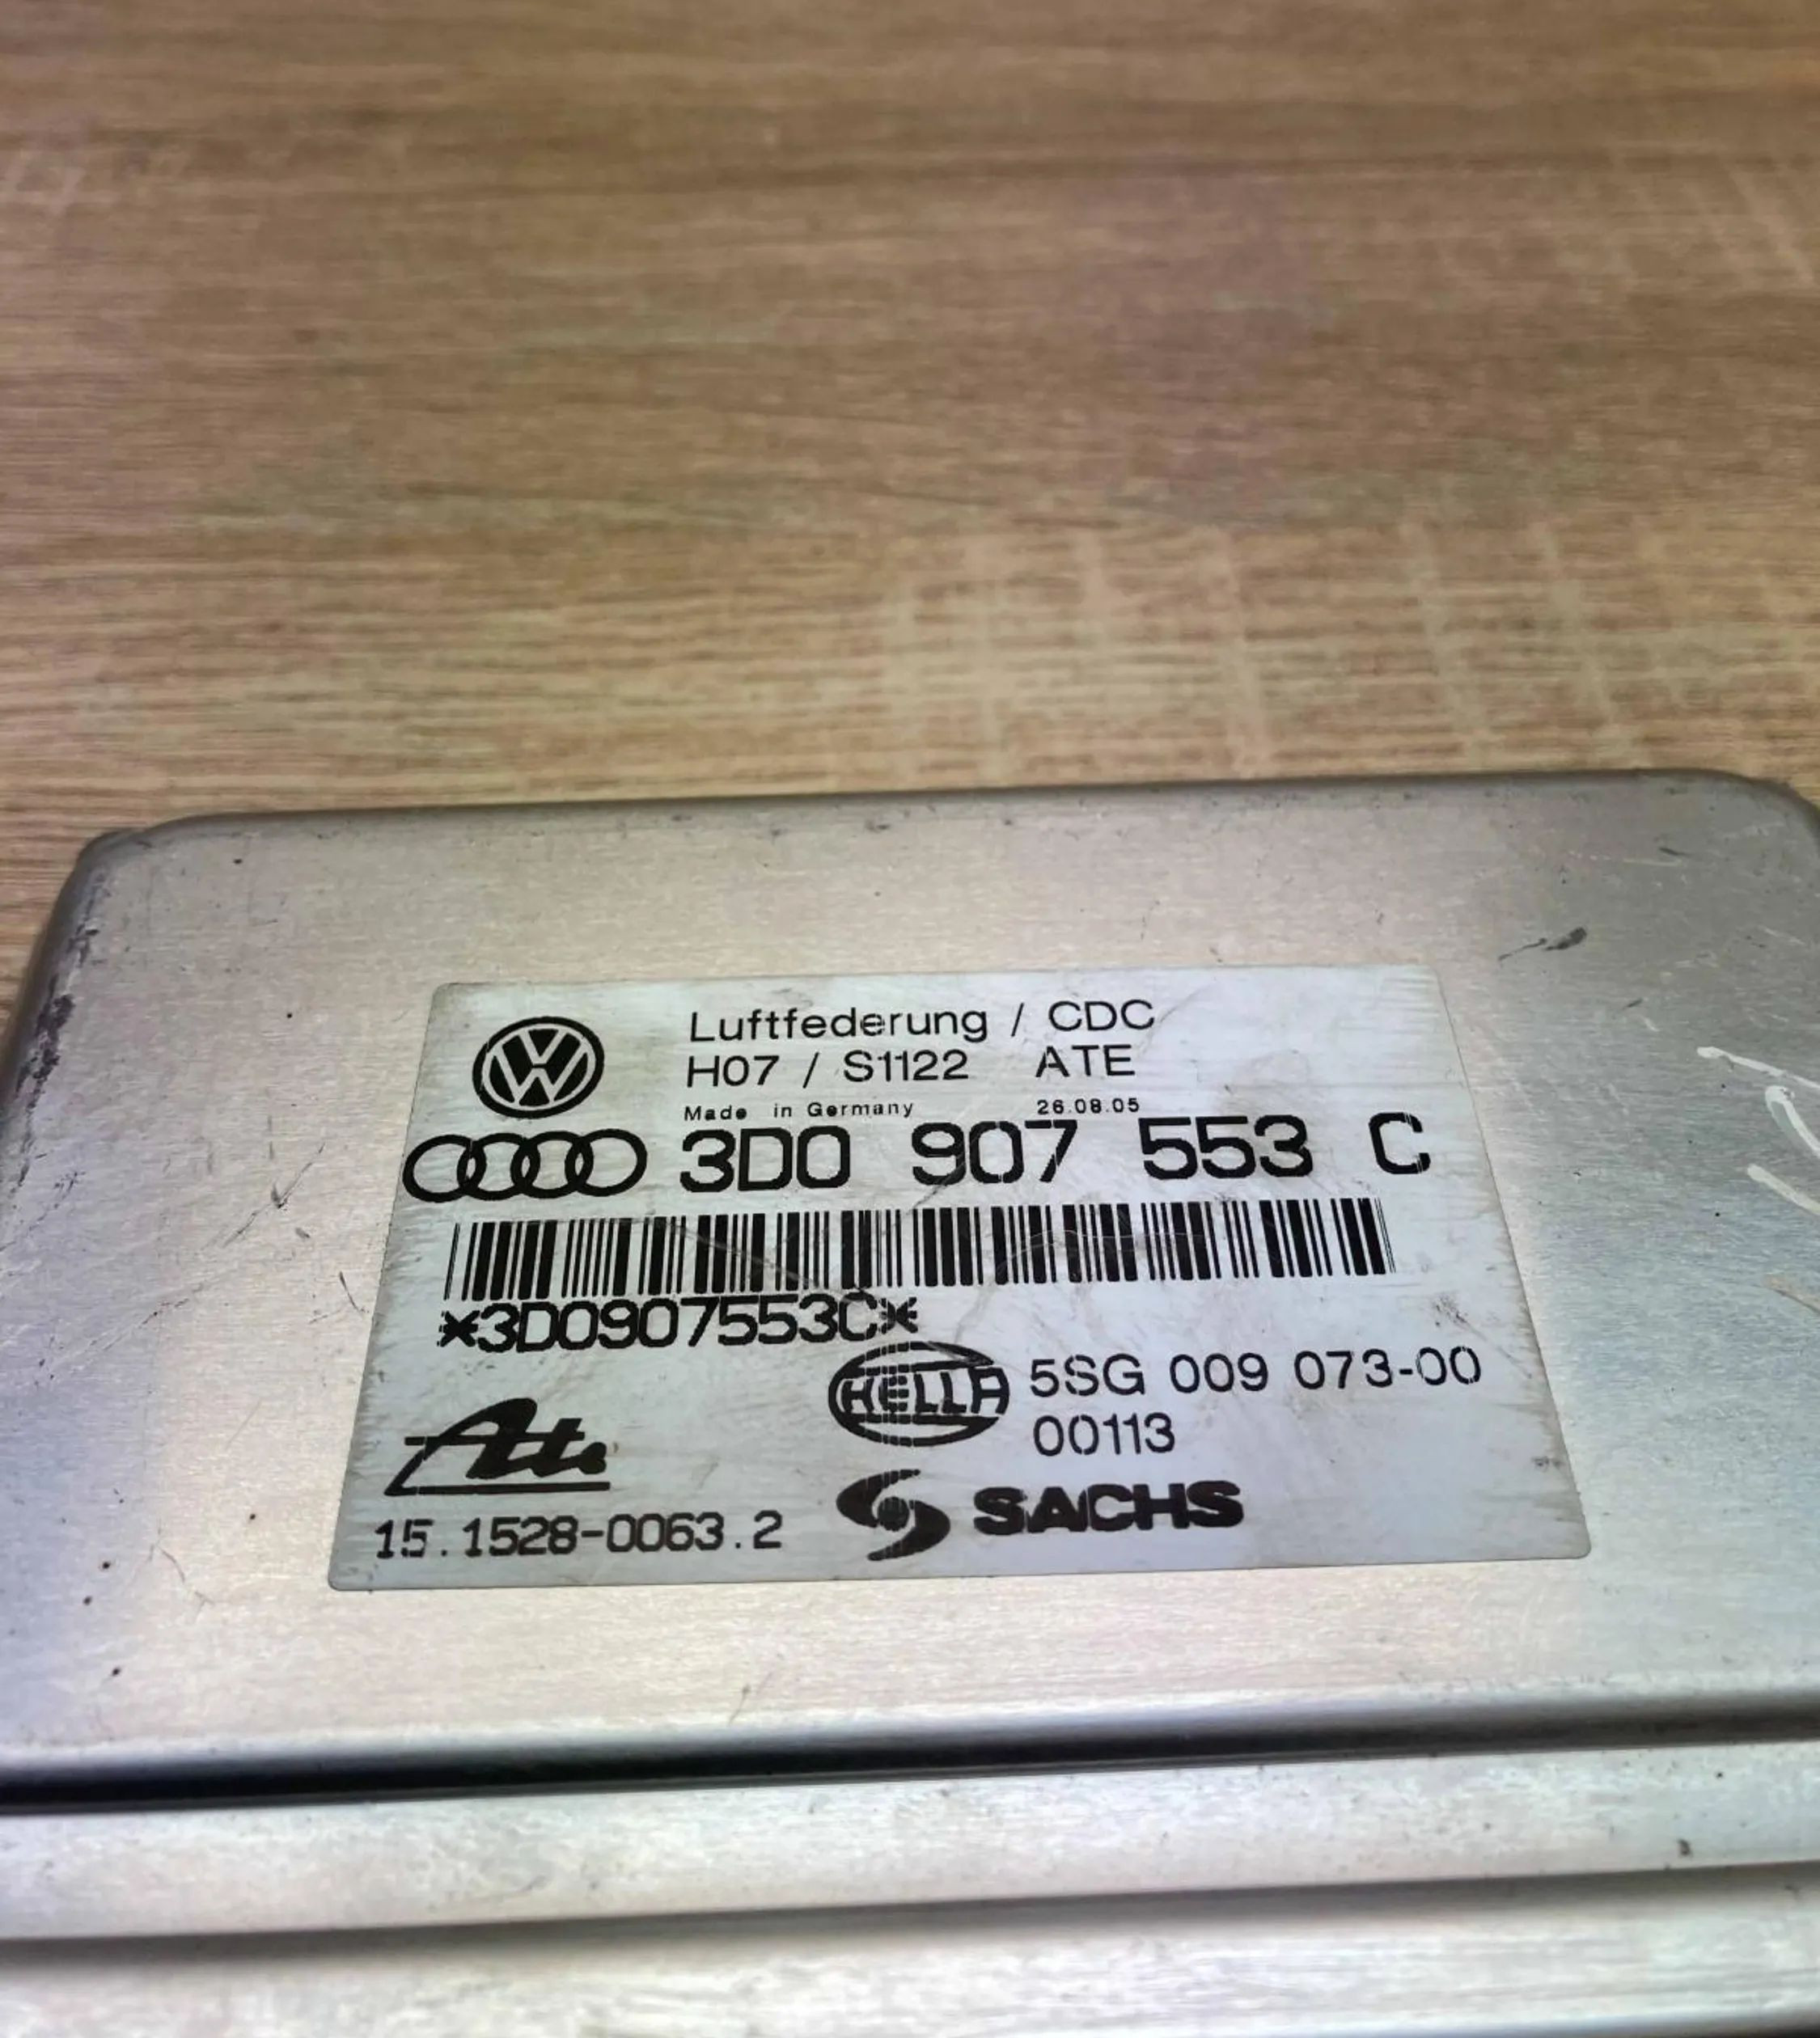 Luftfederung / CDC
H07 / S1122 ATE
Made in Germany 26.08.05
3D0 907 553 C
*3D0907553C*
HELLA 5SG 009 073-00
00113
Ate
SACHS
15.1528-0063.2